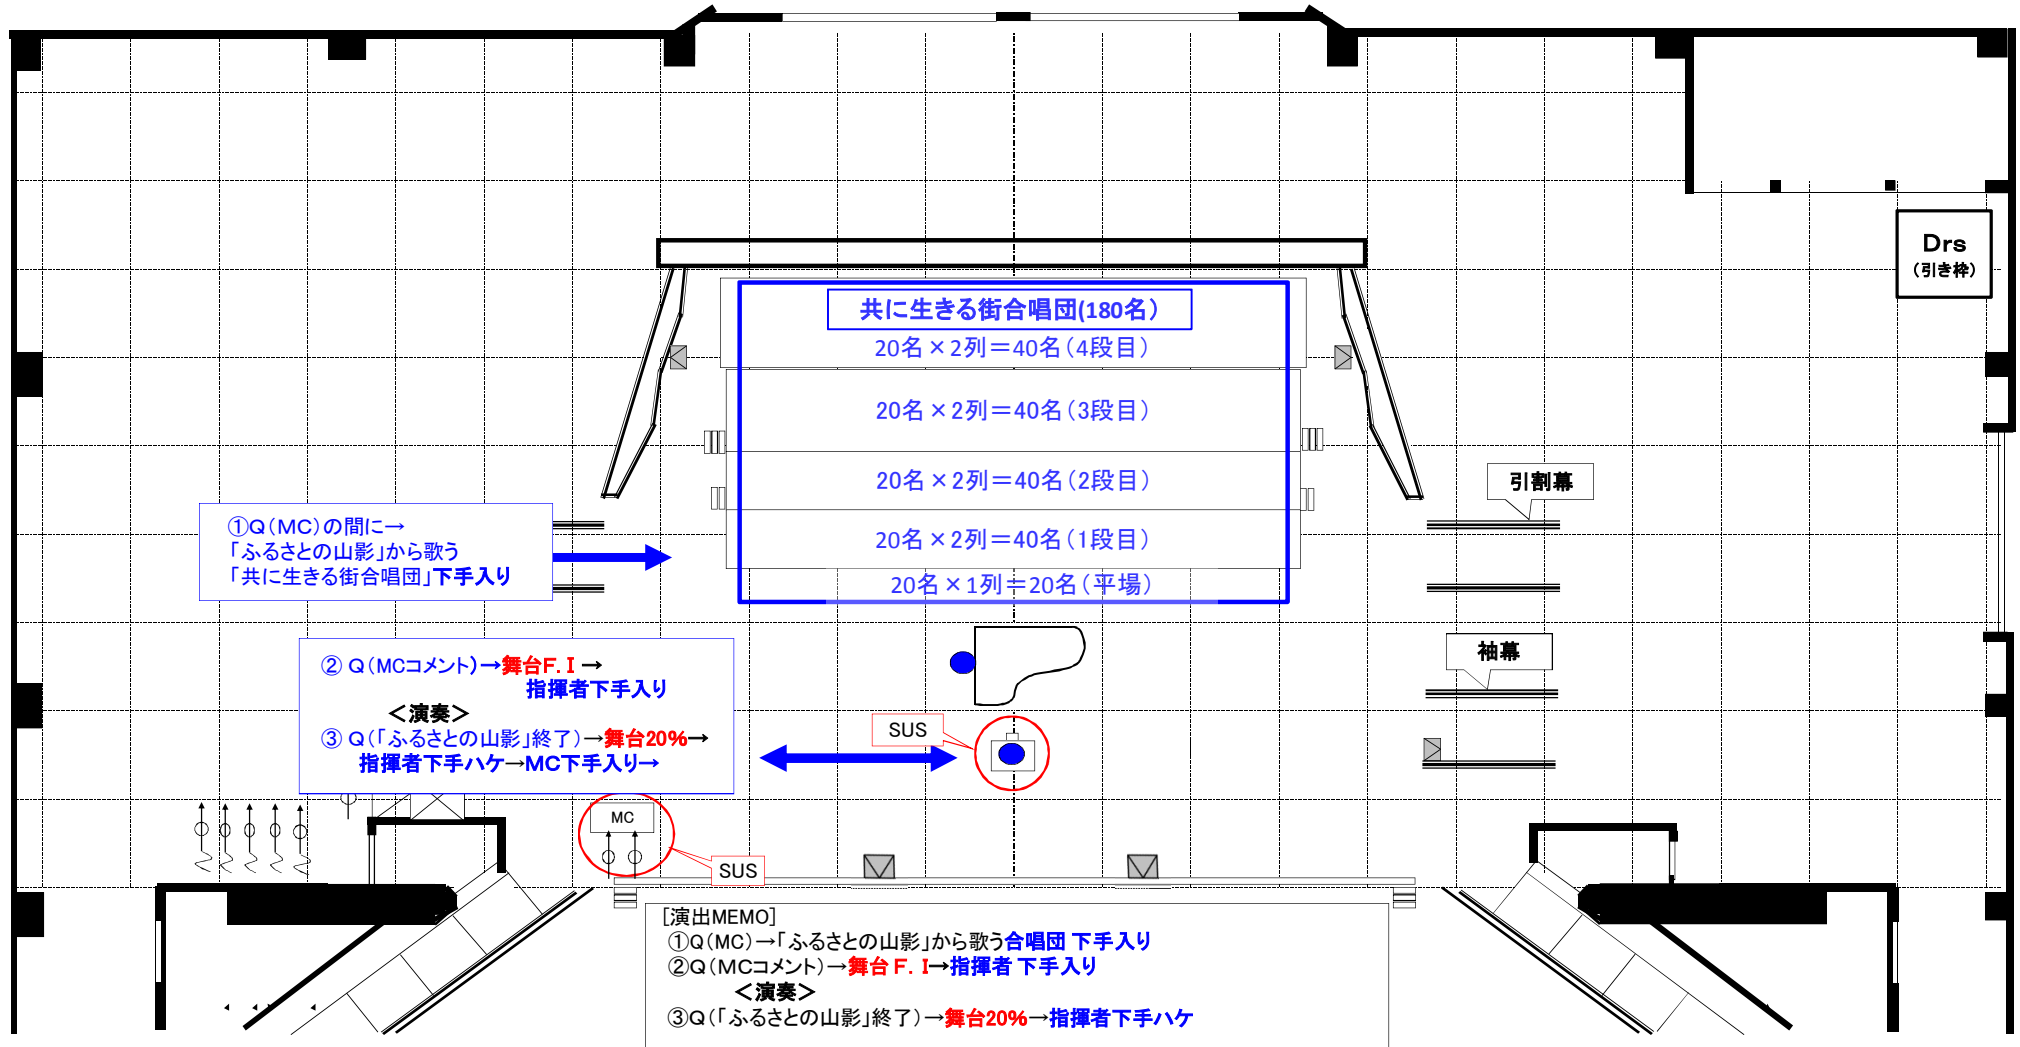 Drs
(引き枠)
共に生きる街合唱団(180名)
20名×2列＝40名(4段目)
20名×2列＝40名(3段目)
20名×2列＝40名(2段目)
20名×2列＝40名(1段目)
20名×1列＝20名(平場)
引割幕
①Q(MC)の間に→
「ふるさとの山影」から歌う
「共に生きる街合唱団」下手入り
袖幕
② Q(MCコメント)→舞台F.I →
指揮者下手入り
＜演奏＞
③ Q(「ふるさとの山影」終了)→舞台20%→
指揮者下手ハケ→MC下手入り→
SUS
MC
SUS
[演出MEMO]
①Q(MC)→「ふるさとの山影」から歌う合唱団 下手入り
②Q(MCコメント)→舞台 F. I→指揮者 下手入り
＜演奏＞
③Q(「ふるさとの山影」終了)→舞台20%→指揮者下手ハケ